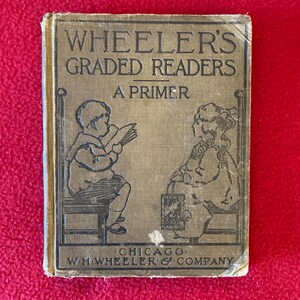 WHEELER'S
GRADED READERS
A PRIMER
CHICAGO
W·H·WHEELER & COMPANY